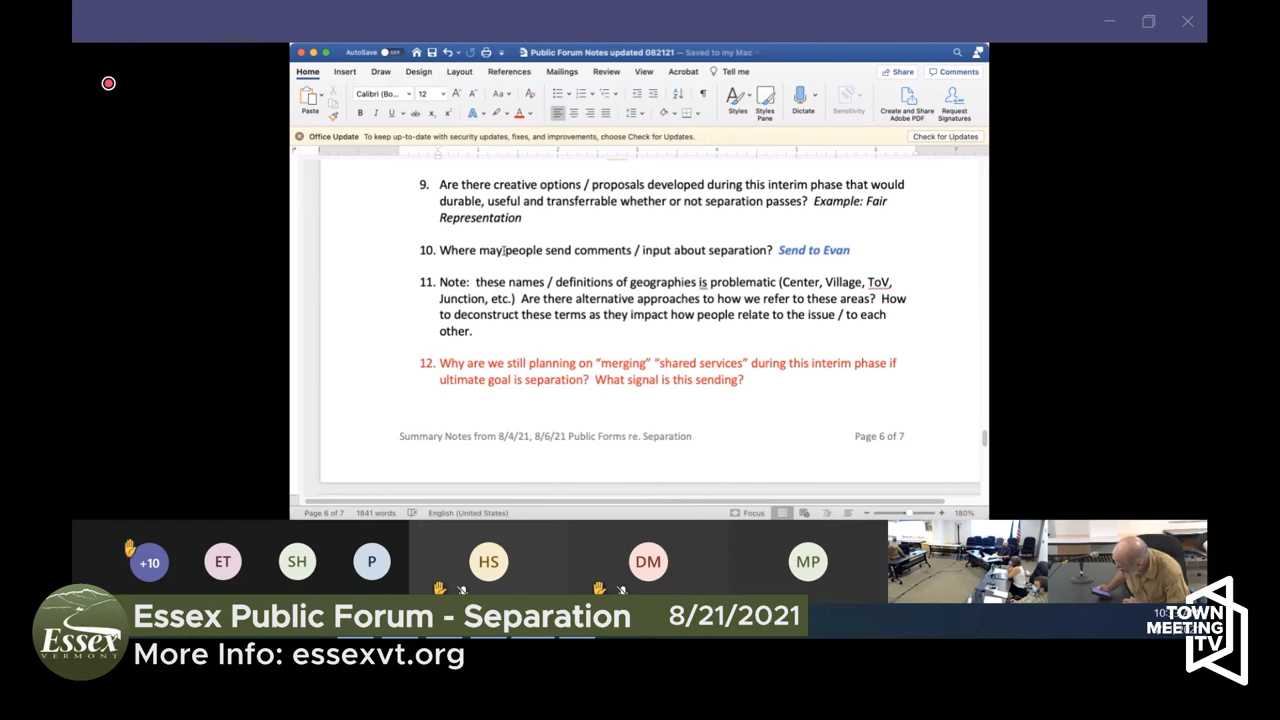 AutoSave OFF
Public Forum Notes updated 082121 — Saved to my Mac
Home Insert Draw Design Layout References Mailings Review View Acrobat Tell me Share Comments
Paste Calibri (Bo... 12 Styles Styles Pane Dictate Sensitivity Create and Share Adobe PDF Request Signatures
Office Update To keep up-to-date with security updates, fixes, and improvements, choose Check for Updates. Check for Updates
9. Are there creative options / proposals developed during this interim phase that would
durable, useful and transferrable whether or not separation passes? Example: Fair
Representation
10. Where may people send comments / input about separation? Send to Evan
11. Note: these names / definitions of geographies is problematic (Center, Village, ToV,
Junction, etc.) Are there alternative approaches to how we refer to these areas? How
to deconstruct these terms as they impact how people relate to the issue / to each
other.
12. Why are we still planning on “merging” “shared services” during this interim phase if
ultimate goal is separation? What signal is this sending?
Summary Notes from 8/4/21, 8/6/21 Public Forms re. Separation Page 6 of 7
Page 6 of 7 1841 words English (United States) Focus 180%
+10 ET SH P HS DM MP
Essex VERMONT
Essex Public Forum - Separation 8/21/2021
More Info: essexvt.org
TOWN
MEETING
TV